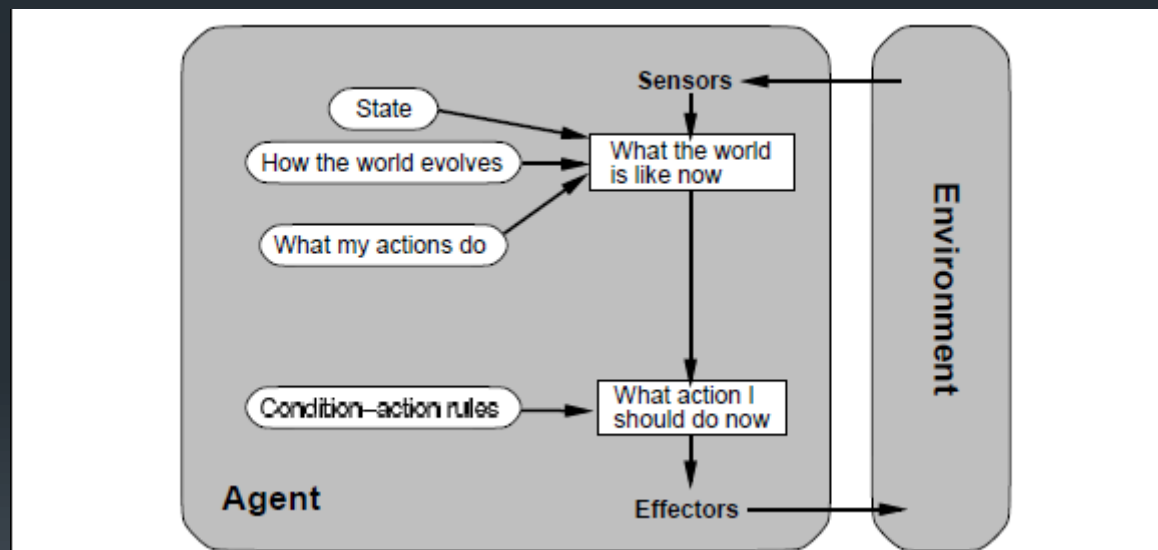 Sensors
State
What the world
is like now
How the world evolves
What my actions do
Environment
What action I
should do now
Condition–action rules
Agent
Effectors